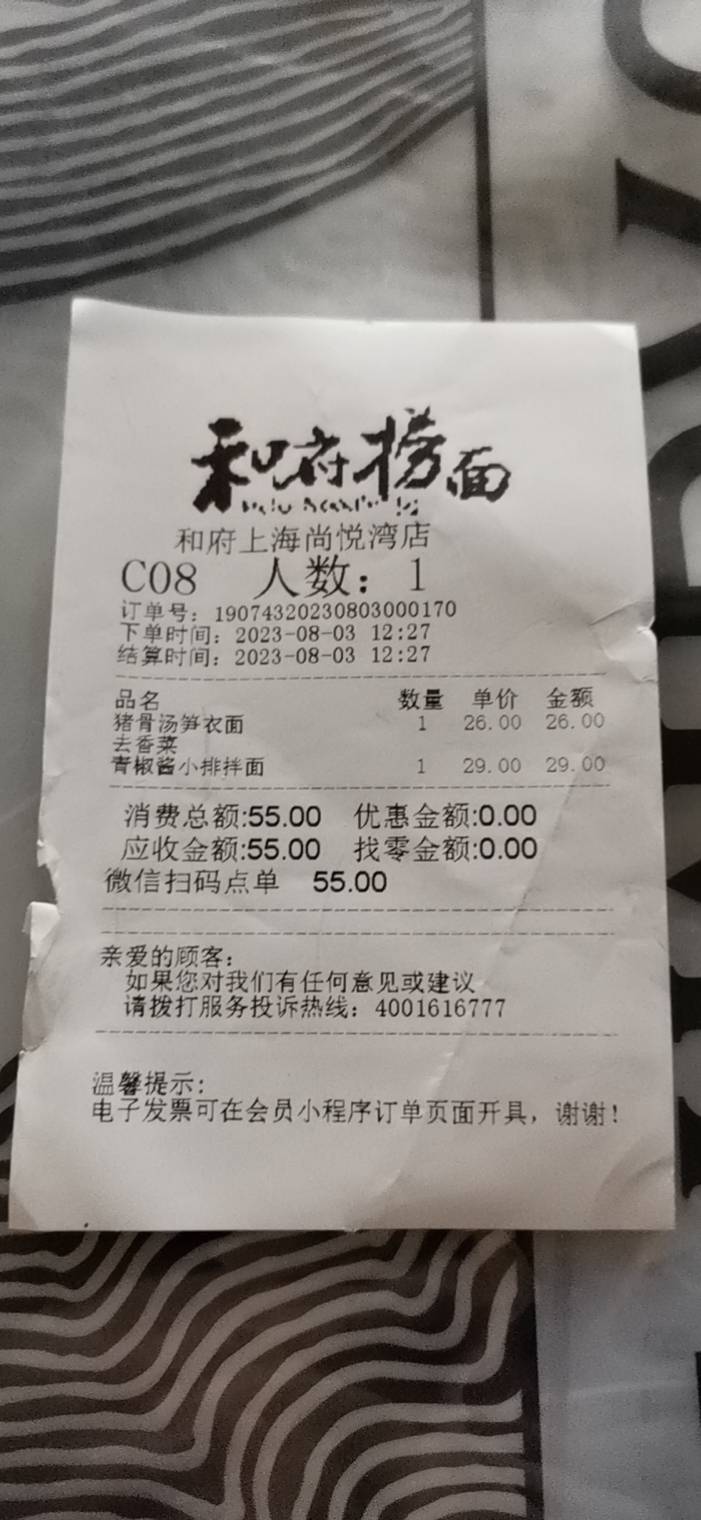 和府捞面
和府上海尚悦湾店
C08 人数：1
订单号：19074320230803000170
下单时间：2023-08-03 12:27
结算时间：2023-08-03 12:27
品名 数量 单价 金额
猪骨汤笋衣面 1 26.00 26.00
去香菜
青椒酱小排拌面 1 29.00 29.00
消费总额:55.00 优惠金额:0.00
应收金额:55.00 找零金额:0.00
微信扫码点单 55.00
亲爱的顾客：
如果您对我们有任何意见或建议
请拨打服务投诉热线：4001616777
温馨提示：
电子发票可在会员小程序订单页面开具，谢谢！